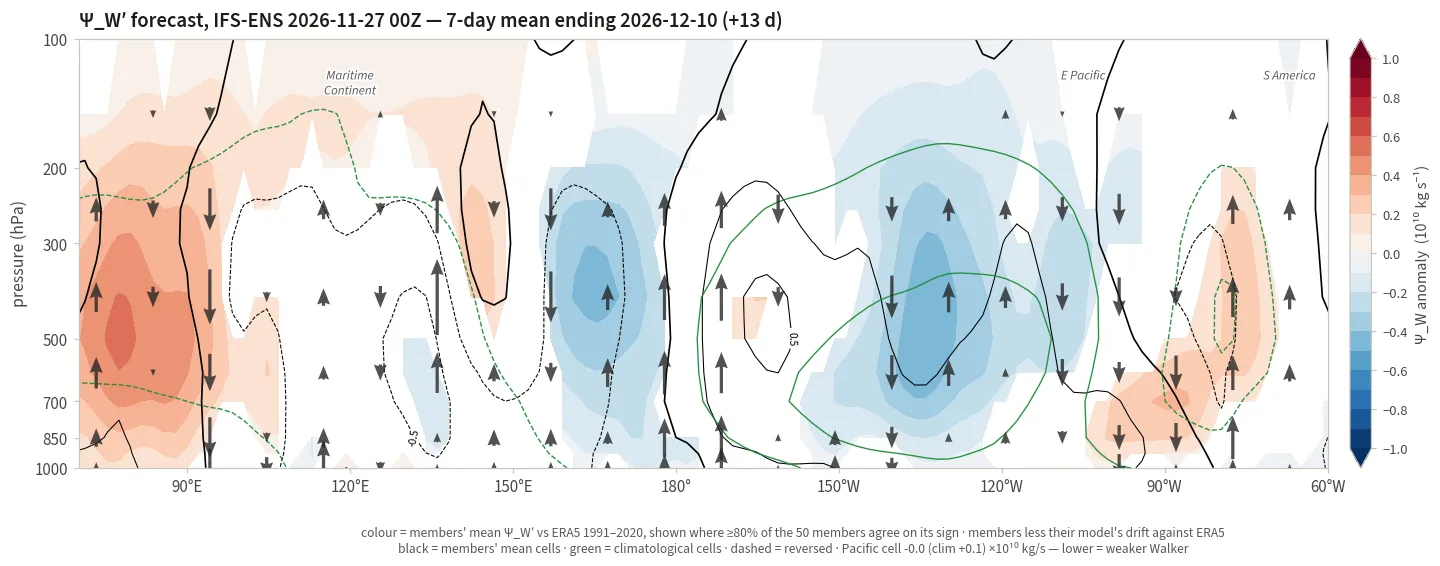 Ψ_W′ forecast, IFS-ENS 2026-11-27 00Z — 7-day mean ending 2026-12-10 (+13 d)
100
200
300
400
500
700
850
1000
pressure (hPa)
Maritime
Continent
E Pacific
S America
0.5
-0.5
90°E
120°E
150°E
180°
150°W
120°W
90°W
60°W
1.0
0.8
0.6
0.4
0.2
0.0
−0.2
−0.4
−0.6
−0.8
−1.0
Ψ_W anomaly (10¹⁰ kg s⁻¹)
colour = members' mean Ψ_W′ vs ERA5 1991–2020, shown where ≥80% of the 50 members agree on its sign · members less their model's drift against ERA5
black = members' mean cells · green = climatological cells · dashed = reversed · Pacific cell -0.0 (clim +0.1) ×10¹⁰ kg/s — lower = weaker Walker